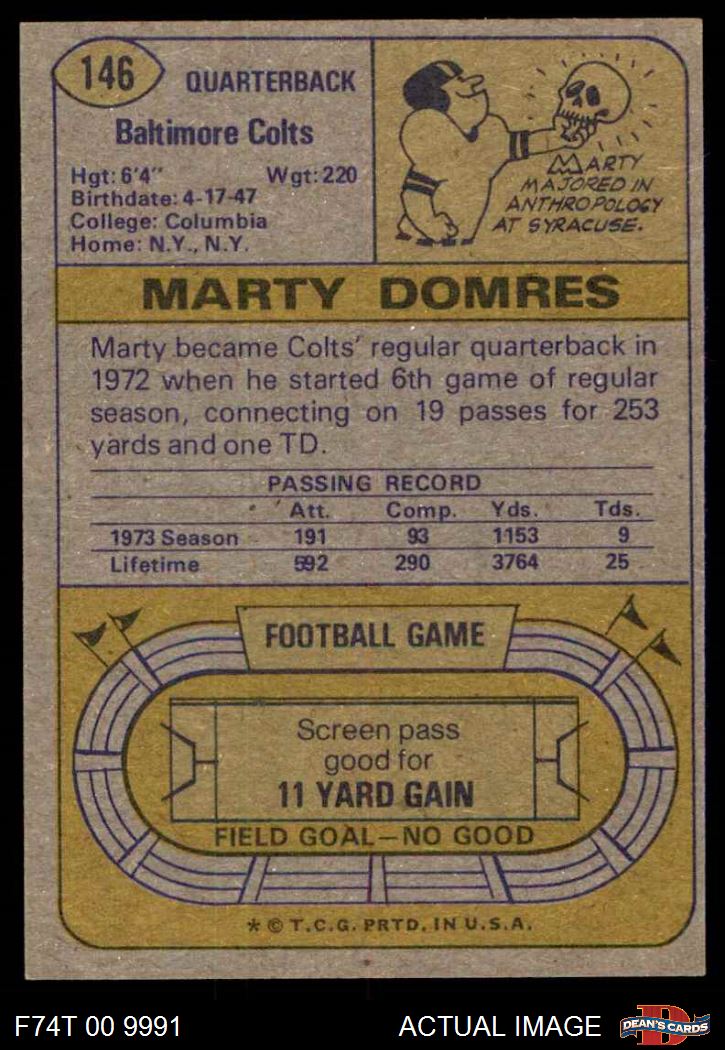 146
QUARTERBACK
Baltimore Colts
Hgt: 6'4" Wgt: 220
Birthdate: 4-17-47
College: Columbia
Home: N.Y., N.Y.
MARTY
MAJORED IN
ANTHROPOLOGY
AT SYRACUSE.
MARTY DOMRES
Marty became Colts' regular quarterback in
1972 when he started 6th game of regular
season, connecting on 19 passes for 253
yards and one TD.
PASSING RECORD
Att. Comp. Yds. Tds.
1973 Season 191 93 1153 9
Lifetime 592 290 3764 25
FOOTBALL GAME
Screen pass
good for
11 YARD GAIN
FIELD GOAL—NO GOOD
* © T.C.G. PRTD. IN U.S.A.
F74T 00 9991 ACTUAL IMAGE
D
DEAN'S CARDS